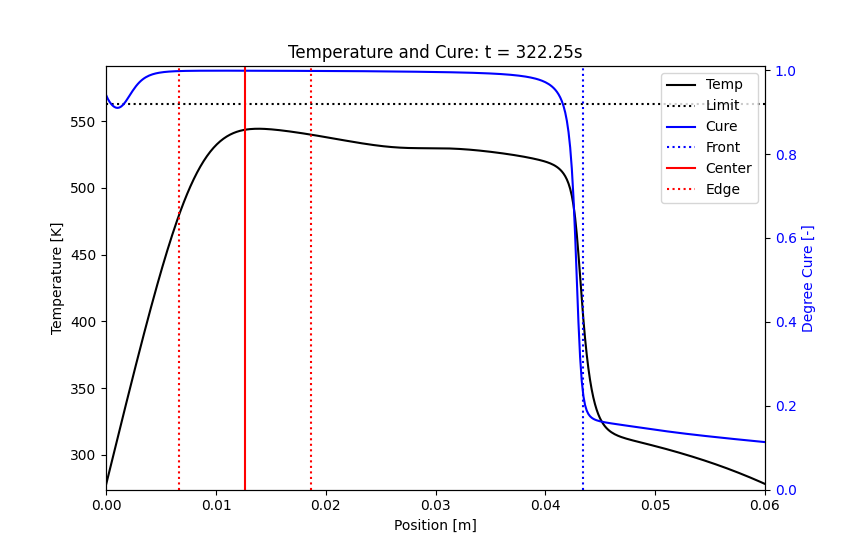 Temperature and Cure: t = 322.25s
Temperature [K]
550
500
450
400
350
300
Temp
Limit
Cure
Front
Center
Edge
1.0
0.8
0.6
0.4
0.2
0.0
Degree Cure [-]
0.00 0.01 0.02 0.03 0.04 0.05 0.06
Position [m]